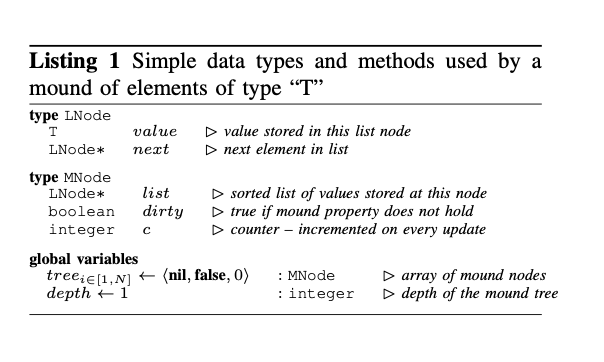 Listing 1 Simple data types and methods used by a
mound of elements of type “T”
type LNode
T value ▷ value stored in this list node
LNode* next ▷ next element in list
type MNode
LNode* list ▷ sorted list of values stored at this node
boolean dirty ▷ true if mound property does not hold
integer c ▷ counter – incremented on every update
global variables
tree_{i∈[1,N]} ← ⟨nil, false, 0⟩ : MNode ▷ array of mound nodes
depth ← 1 : integer ▷ depth of the mound tree